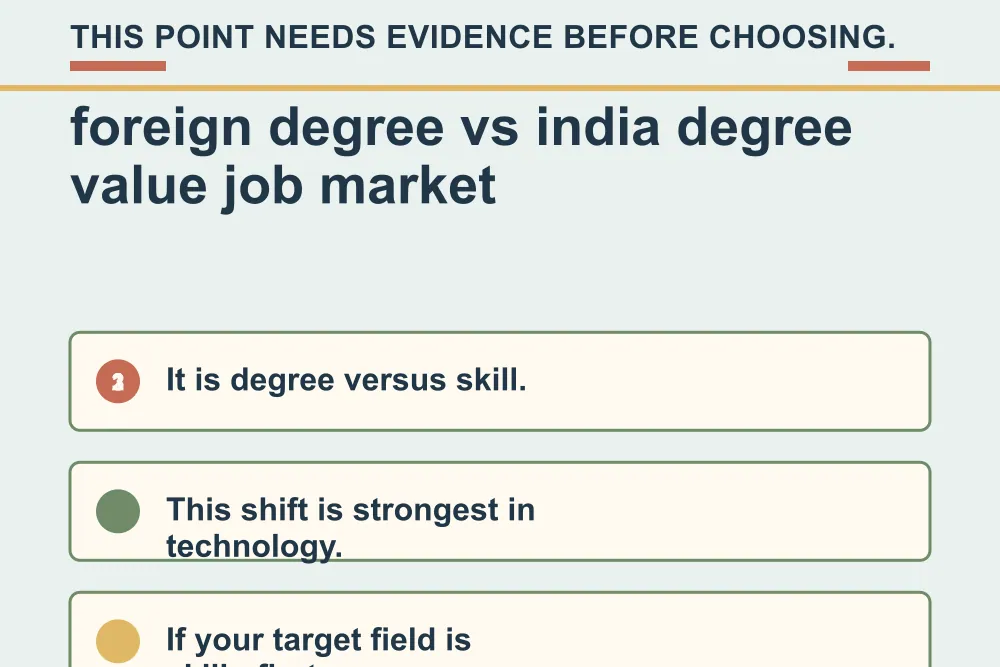 THIS POINT NEEDS EVIDENCE BEFORE CHOOSING.
foreign degree vs india degree
value job market
It is degree versus skill.
This shift is strongest in
technology.
If your target field is